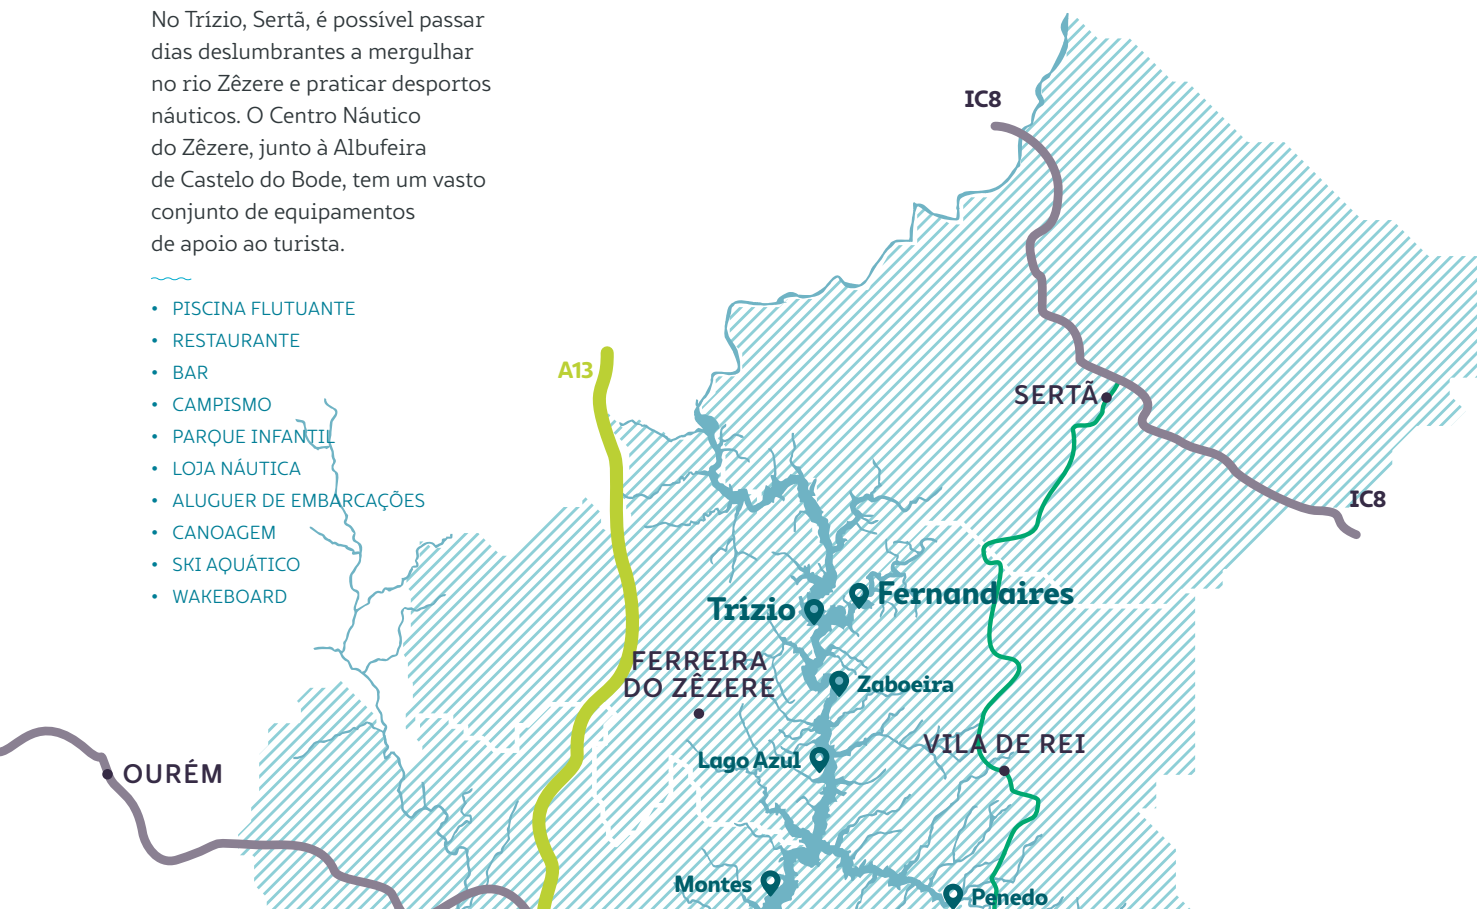 No Trízio, Sertã, é possível passar
dias deslumbrantes a mergulhar
no rio Zêzere e praticar desportos
náuticos. O Centro Náutico
do Zêzere, junto à Albufeira
de Castelo do Bode, tem um vasto
conjunto de equipamentos
de apoio ao turista.
• PISCINA FLUTUANTE
• RESTAURANTE
• BAR
• CAMPISMO
• PARQUE INFANTIL
• LOJA NÁUTICA
• ALUGUER DE EMBARCAÇÕES
• CANOAGEM
• SKI AQUÁTICO
• WAKEBOARD
IC8
A13
SERTÃ
IC8
Fernandaires
Trízio
FERREIRA
DO ZÊZERE
Zaboeira
VILA DE REI
Lago Azul
OURÉM
Montes
Penedo